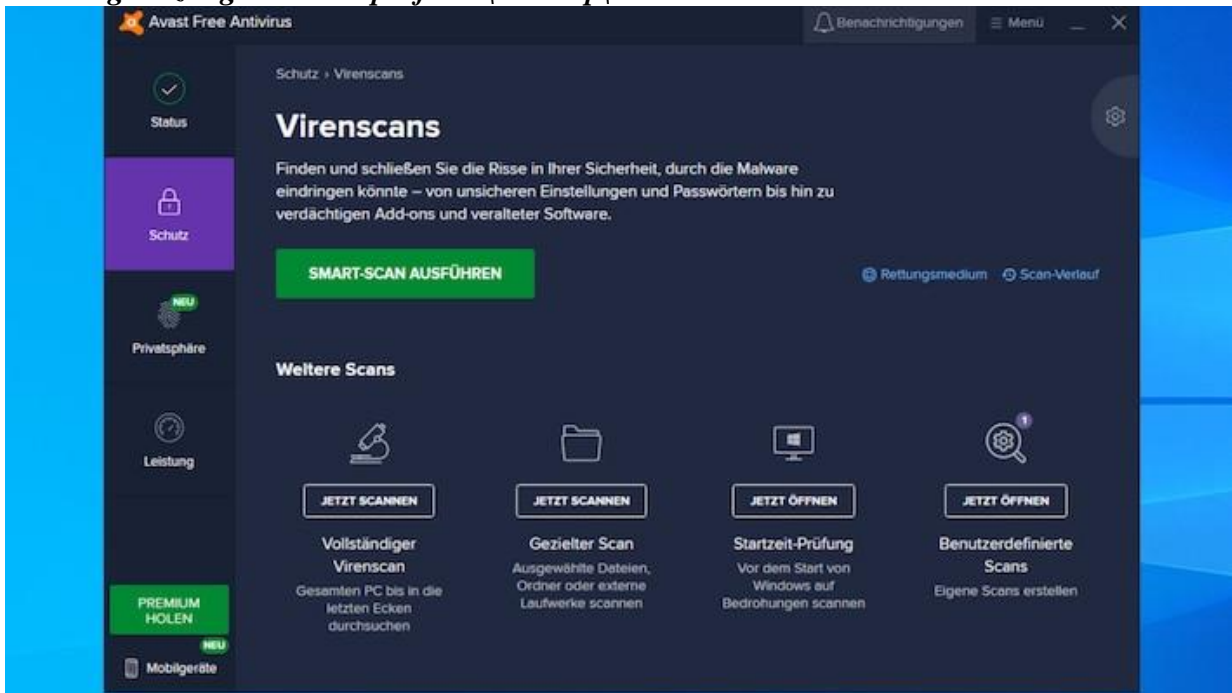 Avast Free Antivirus
Benachrichtigungen
Menü
Status
Schutz
NEU
Privatsphäre
Leistung
PREMIUM
HOLEN
NEU
Mobilgeräte
Schutz › Virenscans
Virenscans
Finden und schließen Sie die Risse in Ihrer Sicherheit, durch die Malware
eindringen könnte – von unsicheren Einstellungen und Passwörtern bis hin zu
verdächtigen Add-ons und veralteter Software.
SMART-SCAN AUSFÜHREN
Rettungsmedium
Scan-Verlauf
Weitere Scans
JETZT SCANNEN
Vollständiger
Virenscan
Gesamten PC bis in die
letzten Ecken
durchsuchen
JETZT SCANNEN
Gezielter Scan
Ausgewählte Dateien,
Ordner oder externe
Laufwerke scannen
JETZT ÖFFNEN
Startzeit-Prüfung
Vor dem Start von
Windows auf
Bedrohungen scannen
1
JETZT ÖFFNEN
Benutzerdefinierte
Scans
Eigene Scans erstellen